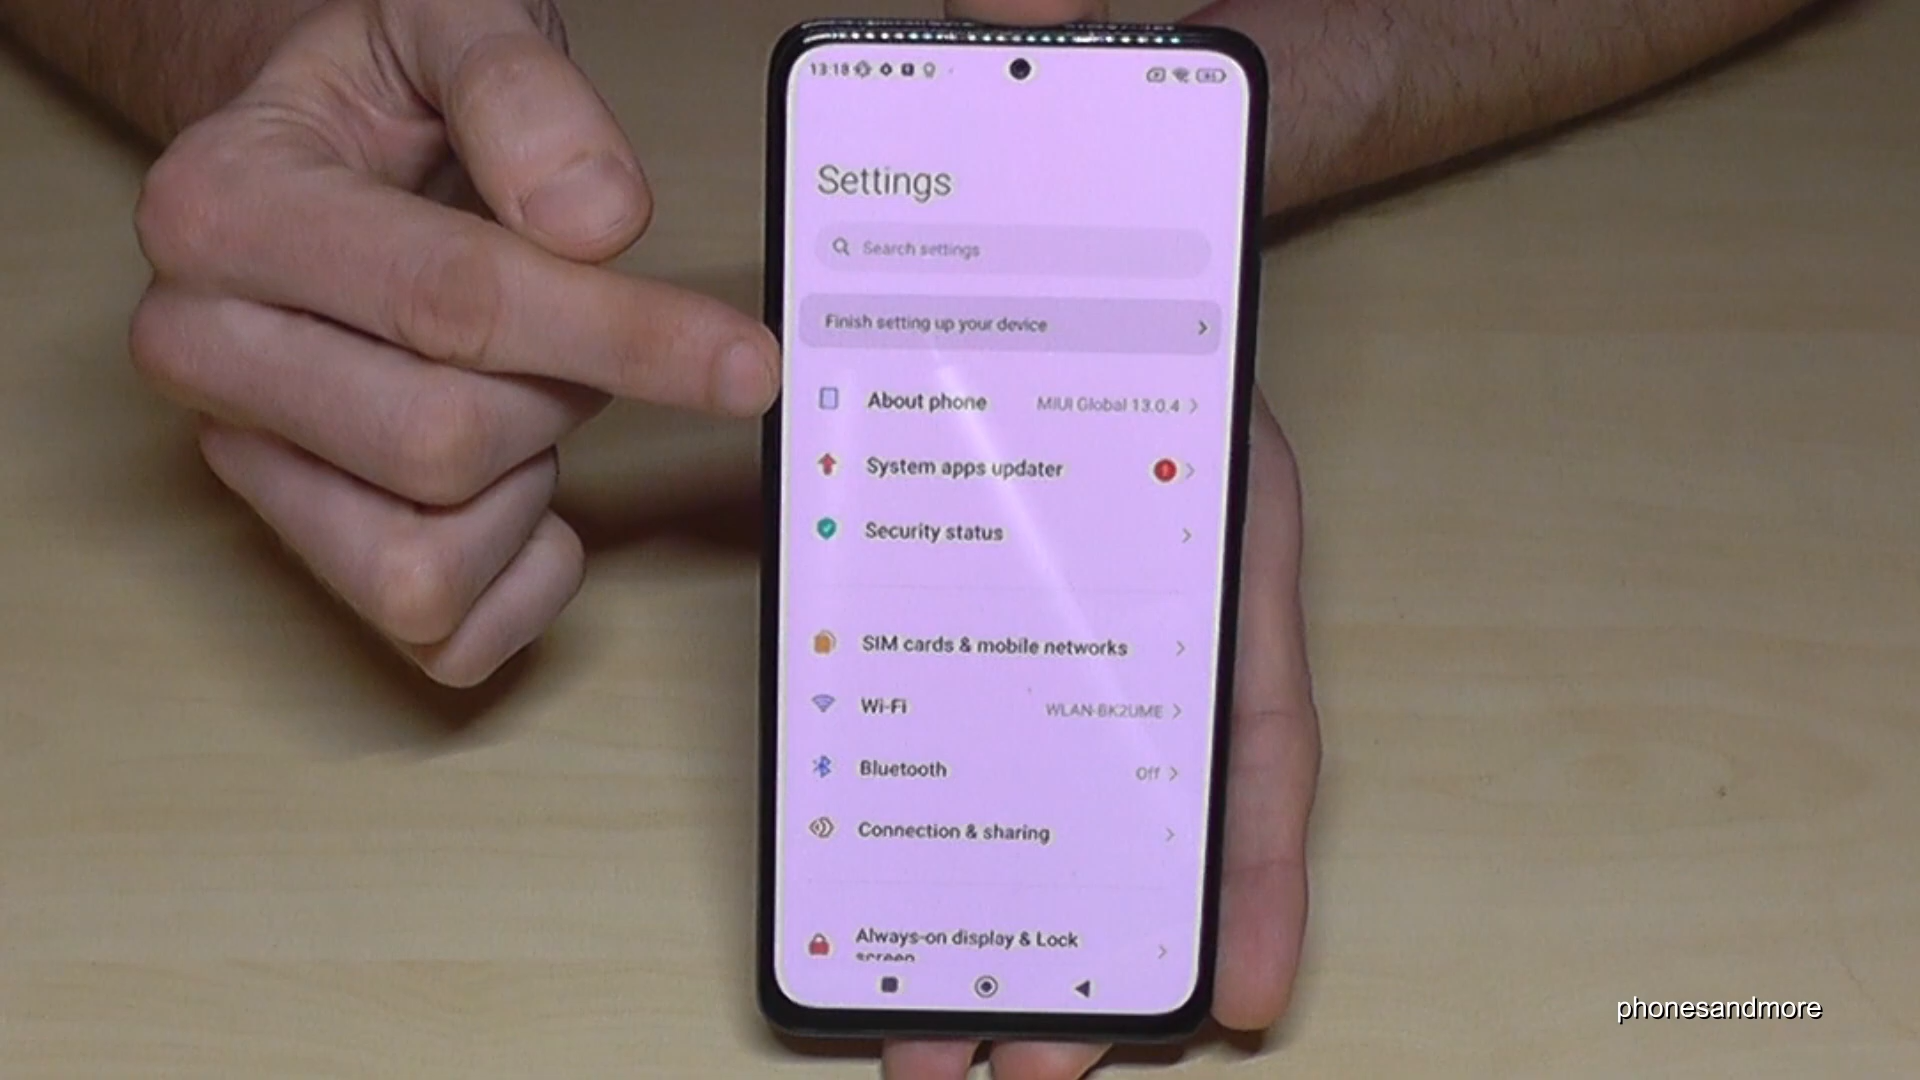 13:18
Settings
Search settings
Finish setting up your device
About phone MIUI Global 13.0.4
System apps updater
Security status
SIM cards & mobile networks
Wi-Fi WLAN-BK2UME
Bluetooth Off
Connection & sharing
Always-on display & Lock
screen
phonesandmore